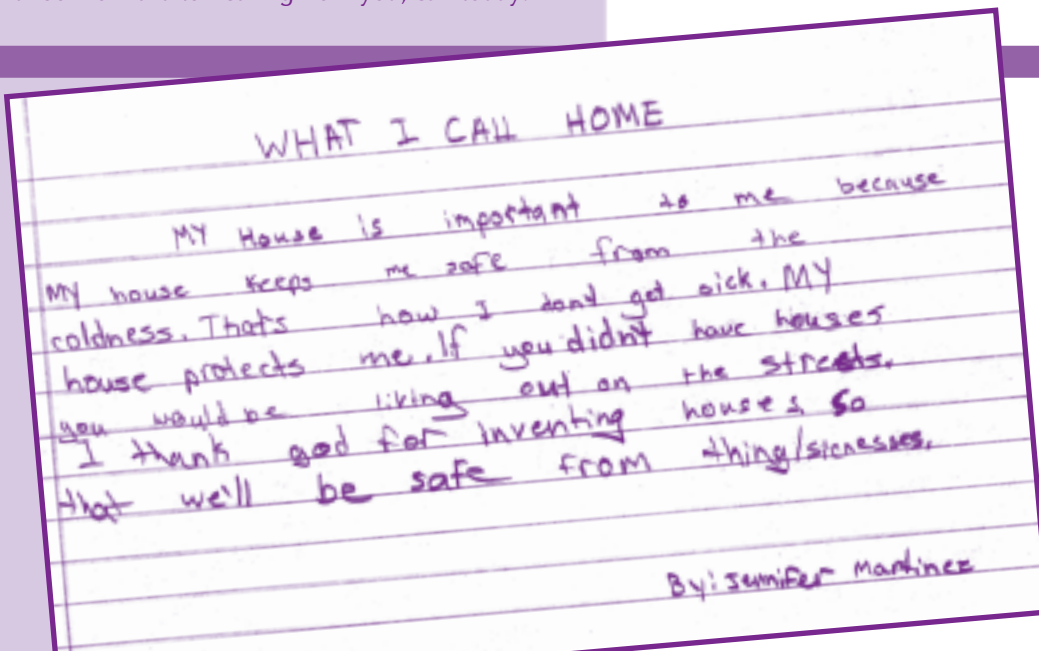 WHAT I CALL HOME
MY House is important to me because
MY house keeps me safe from the
coldness. Thats how I dont get sick. MY
house protects me. If you didn't have houses
you would be living out on the streets.
I thank god for inventing houses so
that we'll be safe from thing/sicnesses.
By: Jennifer Martinez